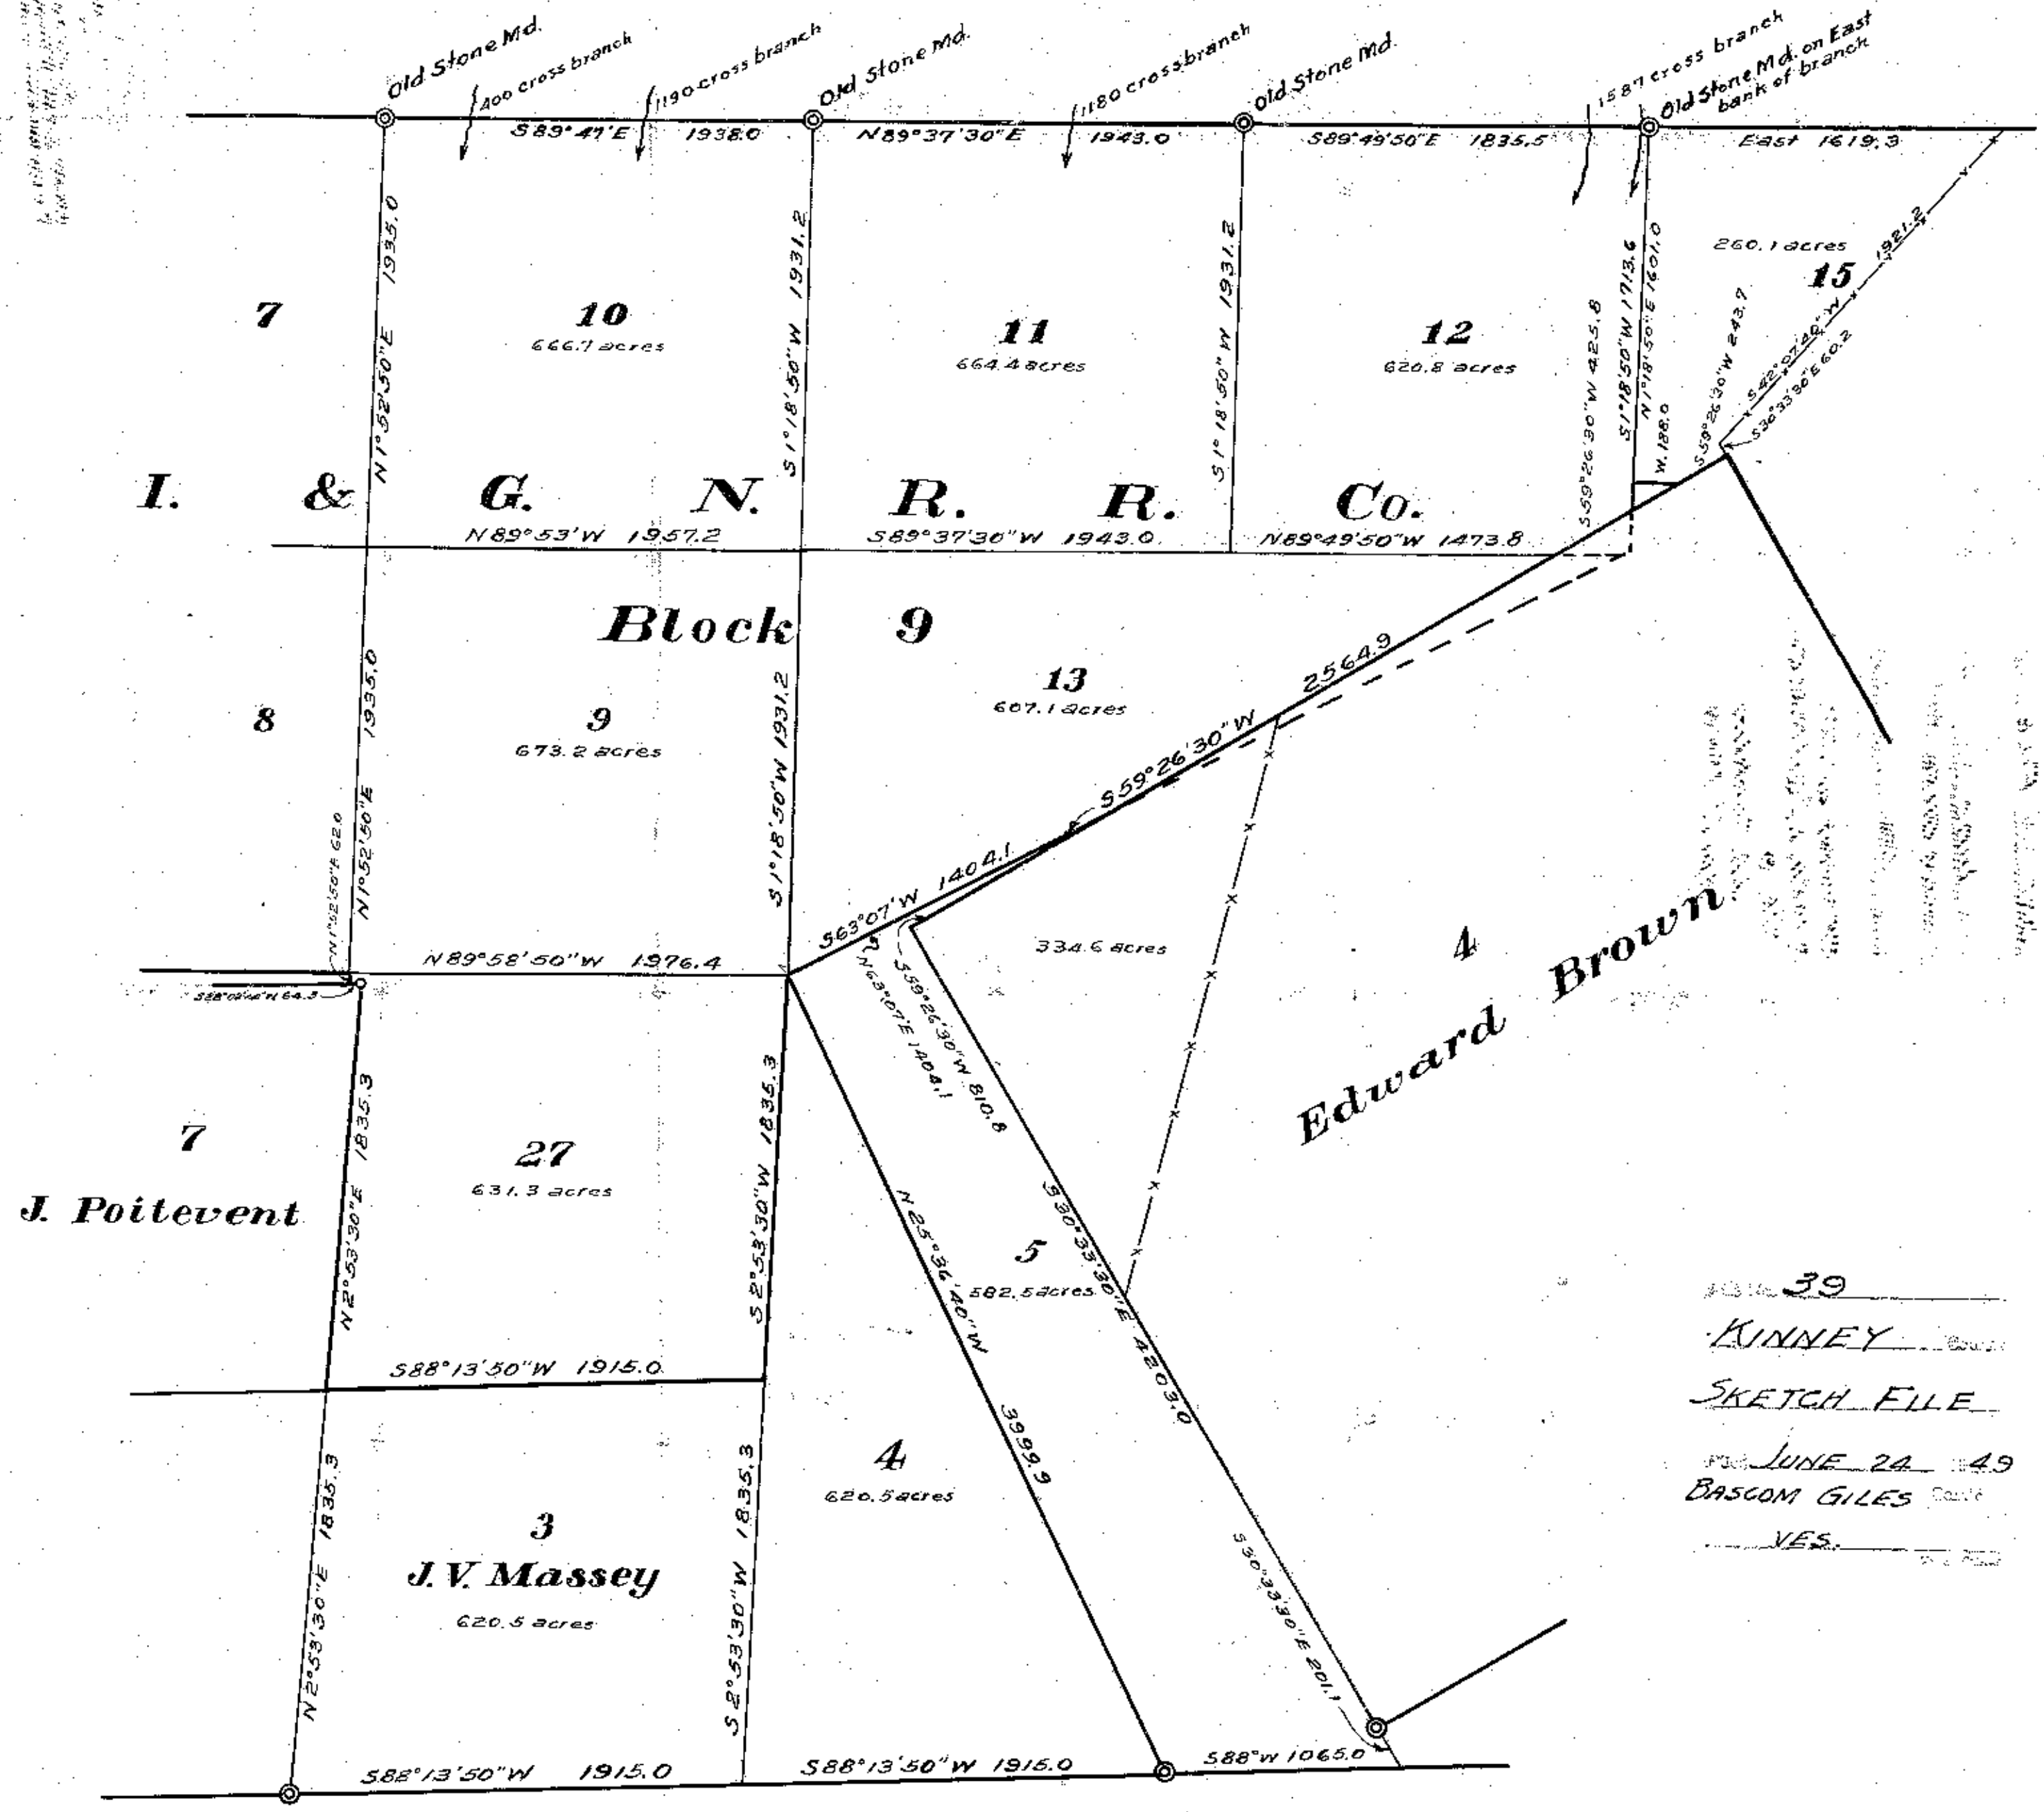 Old Stone Md.
400 cross branch
1190 cross branch
Old Stone Md.
1180 cross branch
Old Stone Md.
1587 cross branch
Old Stone Md. on East
bank of branch
S89°47'E 1938.0
N89°37'30"E 1943.0
S89°49'50"E 1835.5
East 1619.3
N1°52'50"E 1935.0
S1°18'50"W 1931.2
S1°18'50"W 1931.2
S1°18'50"W 1713.6
N1°18'50"E 1601.0
260.1 acres
15
1921.2
S42°07'40"W
S30°33'30"E 60.2
S59°26'30"W 243.7
W. 188.0
S59°26'30"W 425.8
7
10
666.7 acres
11
664.4 acres
12
620.8 acres
I. & G. N. R. R. Co.
N89°53'W 1957.2
S89°37'30"W 1943.0
N89°49'50"W 1473.8
Block 9
8
N1°52'50"E 1935.0
9
673.2 acres
S1°18'50"W 1931.2
13
607.1 acres
2564.9
S59°26'30"W
N1°52'50"E 62.0
S63°07'W 1404.1
N89°58'50"W 1976.4
N63°07'E 1404.1
S59°26'30"W 810.8
334.6 acres
4
Edward Brown
7
J. Poitevent
N2°53'30"E 1835.3
27
631.3 acres
S2°53'30"W 1835.3
N25°36'40"W
3999.9
5
582.5 acres
S30°33'30"E 4203.0
S88°13'50"W 1915.0
N2°53'30"E 1835.3
3
J. V. Massey
620.5 acres
S2°53'30"W 1835.3
4
620.5 acres
S30°33'30"E 201.1
S88°13'50"W 1915.0
S88°13'50"W 1915.0
S88°W 1065.0
39
KINNEY
SKETCH FILE
JUNE 24 49
BASCOM GILES
VES.